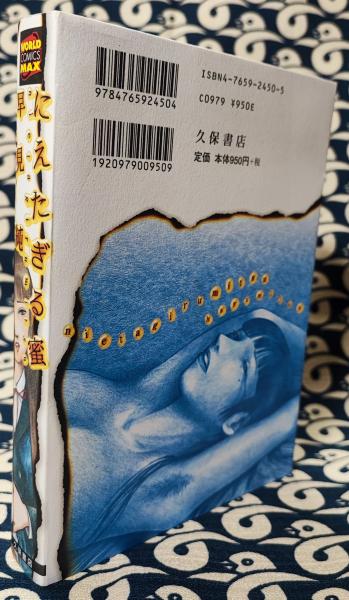 WORLD
COMICS
MAX
にえたぎる蜜
早見純
ISBN4-7659-2450-5
9784765924504
C0979 ¥950E
1920979009509
久保書店
定価 本体950円+税
nietagirumitsu